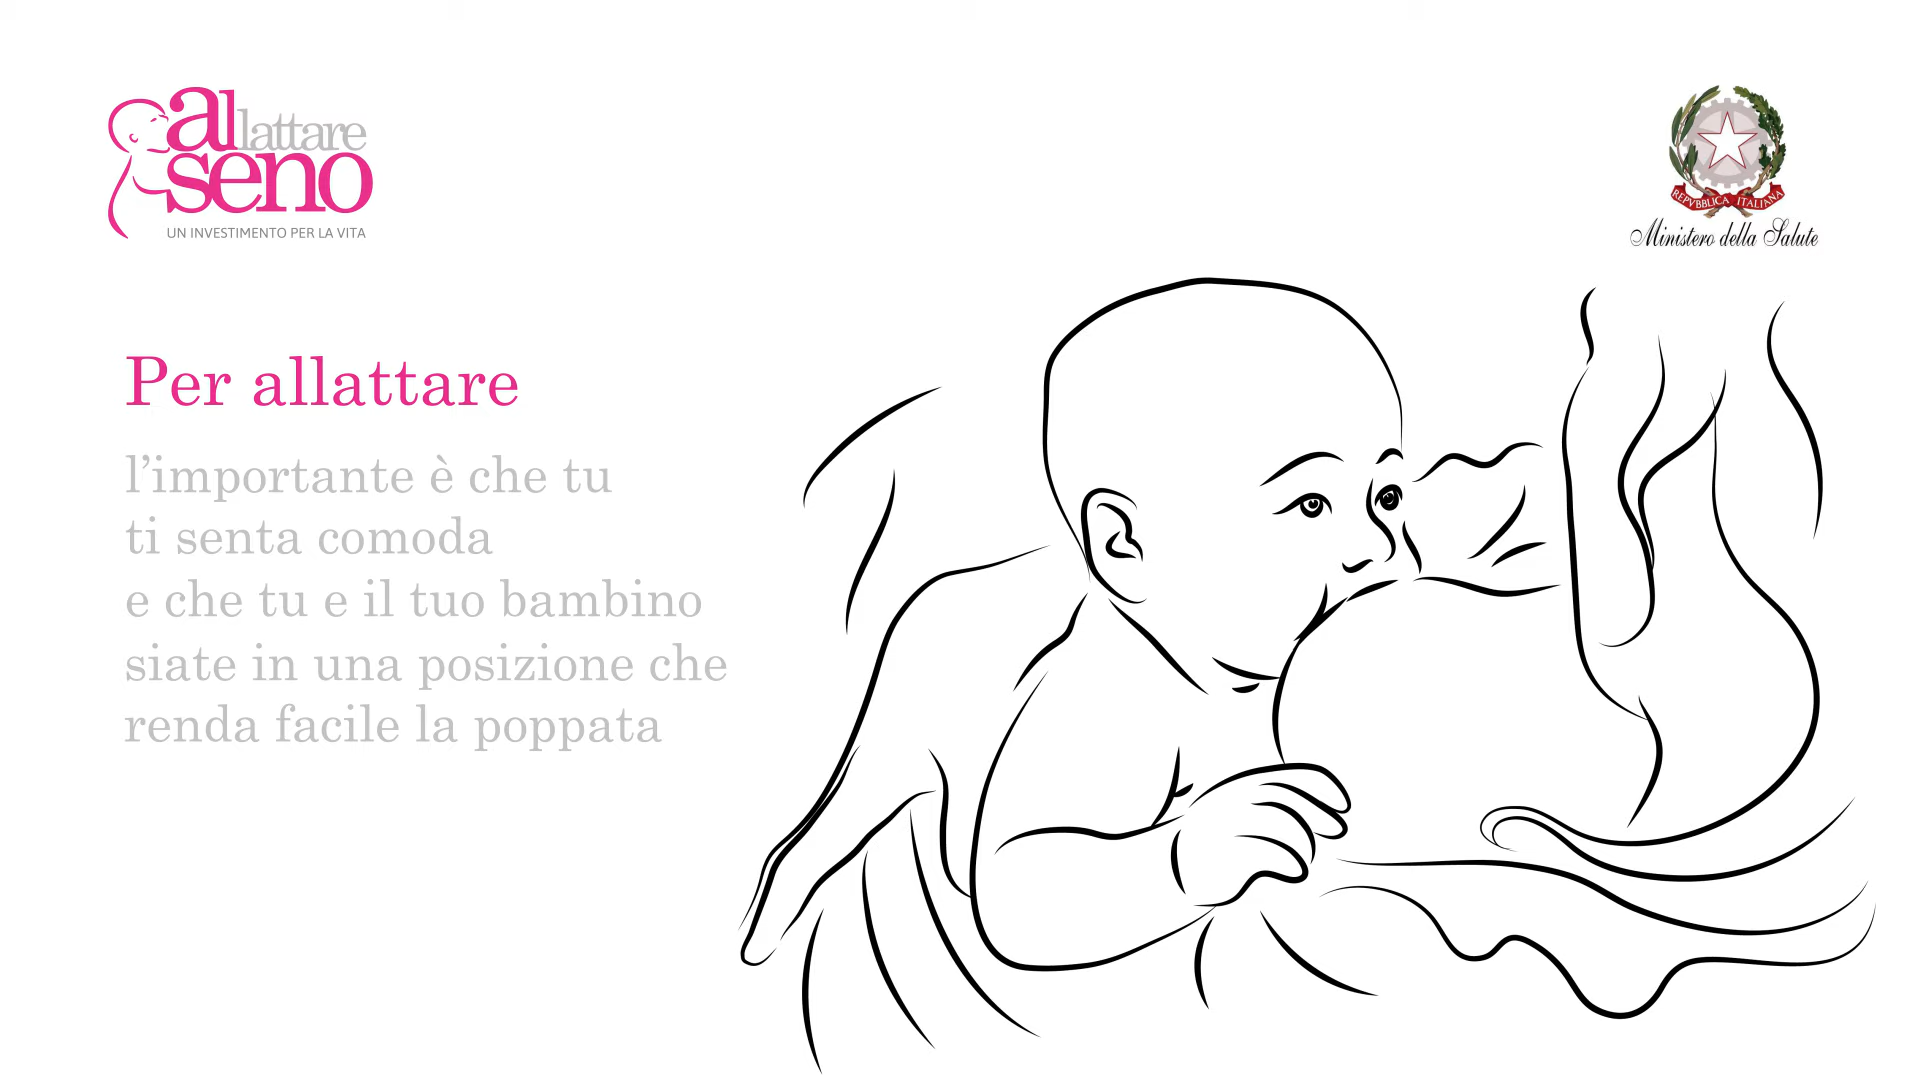 allattare
seno
UN INVESTIMENTO PER LA VITA
REPVBBLICA ITALIANA
Ministero della Salute
Per allattare
l’importante è che tu
ti senta comoda
e che tu e il tuo bambino
siate in una posizione che
renda facile la poppata